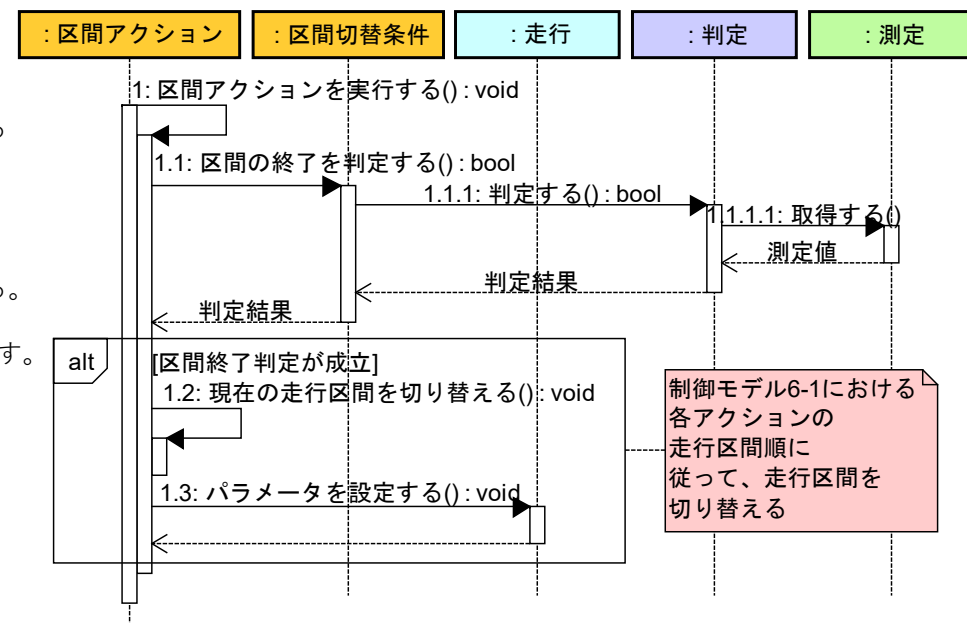 : 区間アクション
: 区間切替条件
: 走行
: 判定
: 測定
1: 区間アクションを実行する() : void
1.1: 区間の終了を判定する() : bool
1.1.1: 判定する() : bool
1.1.1.1: 取得する()
測定値
判定結果
判定結果
る。
す。
alt
[区間終了判定が成立]
1.2: 現在の走行区間を切り替える() : void
1.3: パラメータを設定する() : void
制御モデル6-1における
各アクションの
走行区間順に
従って、走行区間を
切り替える